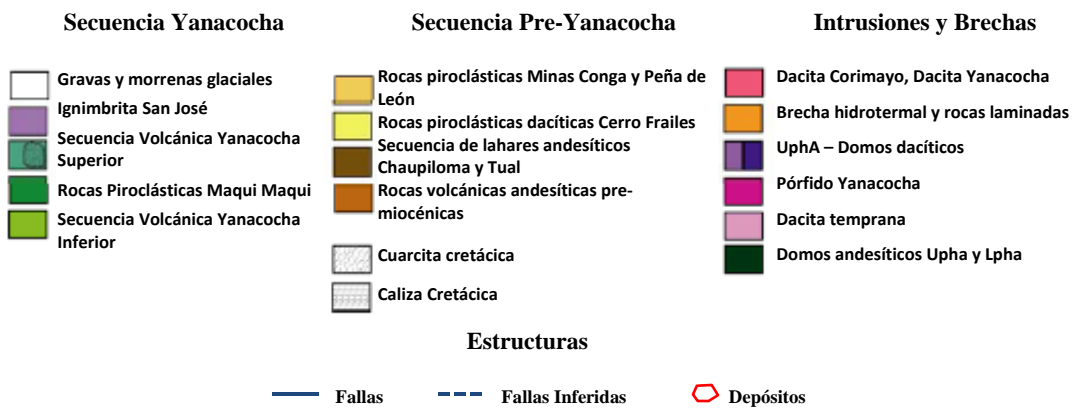 Secuencia Yanacocha
Gravas y morrenas glaciales
Ignimbrita San José
Secuencia Volcánica Yanacocha
Superior
Rocas Piroclásticas Maqui Maqui
Secuencia Volcánica Yanacocha
Inferior
Secuencia Pre-Yanacocha
Rocas piroclásticas Minas Conga y Peña de
León
Rocas piroclásticas dacíticas Cerro Frailes
Secuencia de lahares andesíticos
Chaupiloma y Tual
Rocas volcánicas andesíticas pre-
miocénicas
Cuarcita cretácica
Caliza Cretácica
Intrusiones y Brechas
Dacita Corimayo, Dacita Yanacocha
Brecha hidrotermal y rocas laminadas
UphA – Domos dacíticos
Pórfido Yanacocha
Dacita temprana
Domos andesíticos Upha y Lpha
Estructuras
Fallas
Fallas Inferidas
Depósitos